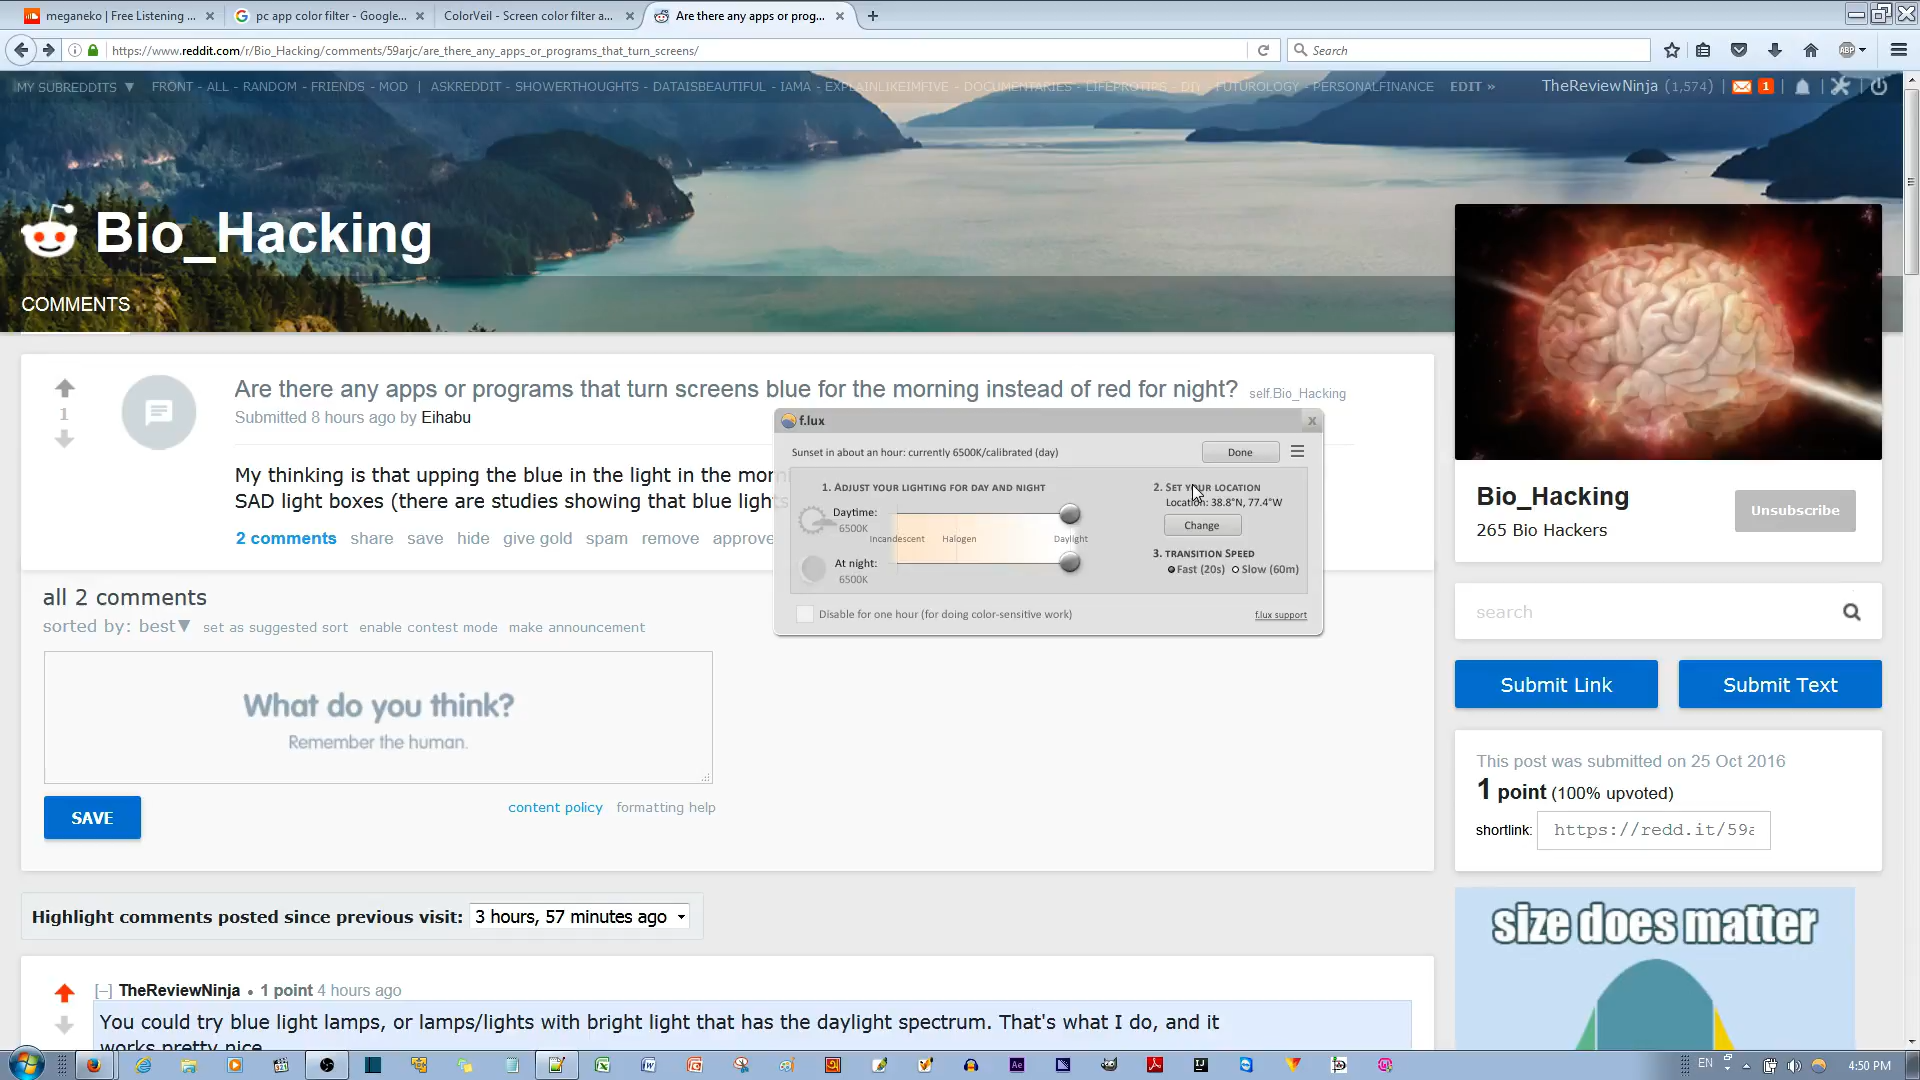 meganeko | Free Listening ...
pc app color filter - Google...
ColorVeil - Screen color filter a...
Are there any apps or prog...
https://www.reddit.com/r/Bio_Hacking/comments/59arjc/are_there_any_apps_or_programs_that_turn_screens/
Search
ABP
MY SUBREDDITS ▼ FRONT - ALL - RANDOM - FRIENDS - MOD | ASKREDDIT - SHOWERTHOUGHTS - DATAISBEAUTIFUL - IAMA - EXPLAINLIKEIMFIVE - DOCUMENTARIES - LIFEPROTIPS - DIY - FUTUROLOGY - PERSONALFINANCE EDIT »
TheReviewNinja (1,574) | 1
Bio_Hacking
COMMENTS
1
Are there any apps or programs that turn screens blue for the morning instead of red for night? self.Bio_Hacking
Submitted 8 hours ago by Eihabu
My thinking is that upping the blue in the light in the morn
SAD light boxes (there are studies showing that blue lights
2 comments share save hide give gold spam remove approve
f.lux
Sunset in about an hour: currently 6500K/calibrated (day)
Done
1. Adjust your lighting for day and night
Daytime:
6500K
Incandescent Halogen Daylight
At night:
6500K
2. Set your location
Location: 38.8°N, 77.4°W
Change
3. Transition Speed
Fast (20s) Slow (60m)
Disable for one hour (for doing color-sensitive work)
f.lux support
all 2 comments
sorted by: best▼ set as suggested sort enable contest mode make announcement
What do you think?
Remember the human.
SAVE
content policy formatting help
Highlight comments posted since previous visit: 3 hours, 57 minutes ago
[–] TheReviewNinja • 1 point 4 hours ago
You could try blue light lamps, or lamps/lights with bright light that has the daylight spectrum. That's what I do, and it
works pretty nice
Bio_Hacking
265 Bio Hackers
Unsubscribe
search
Submit Link
Submit Text
This post was submitted on 25 Oct 2016
1 point (100% upvoted)
shortlink: https://redd.it/59a
size does matter
EN
4:50 PM